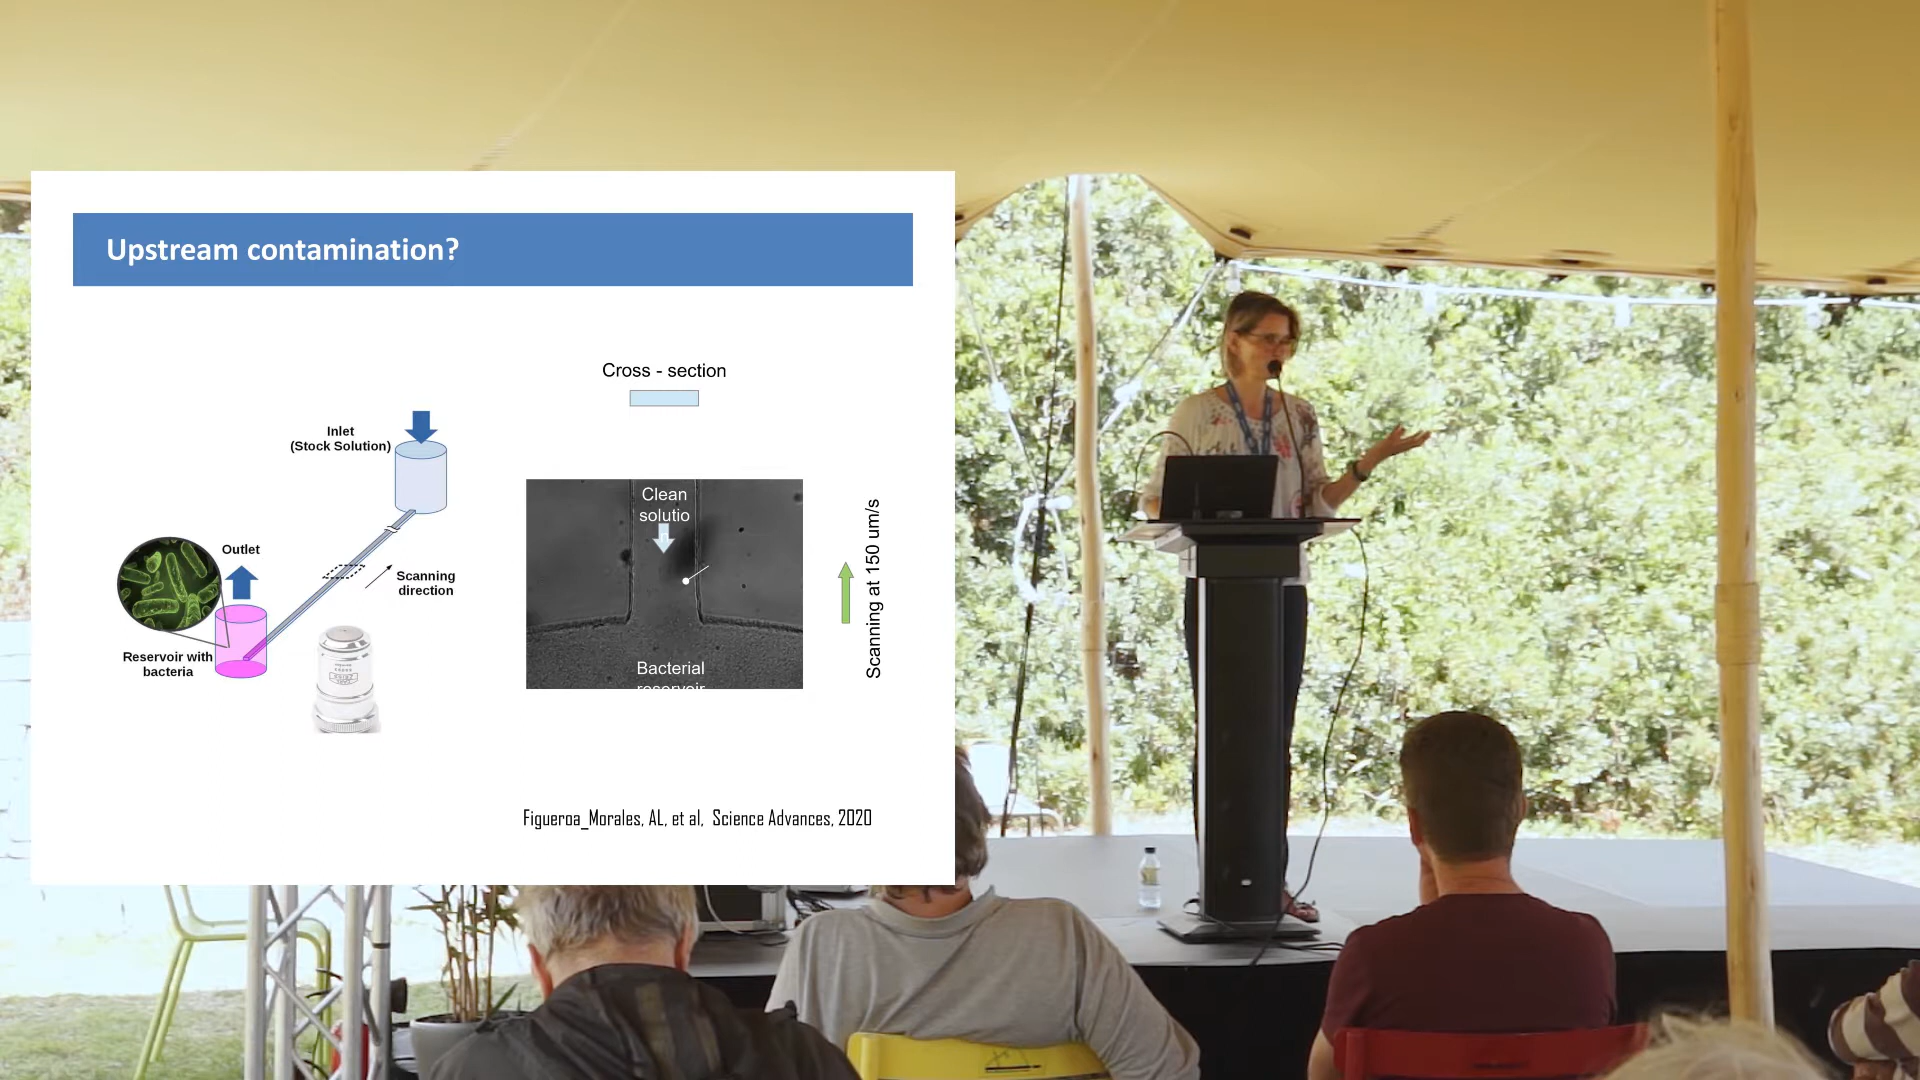 Upstream contamination?
Cross - section
Inlet
(Stock Solution)
Clean
solutio
n
Outlet
Scanning
direction
Reservoir with
bacteria
Bacterial
reservoir
Scanning at 150 um/s
Figueroa_Morales, AL, et al, Science Advances, 2020